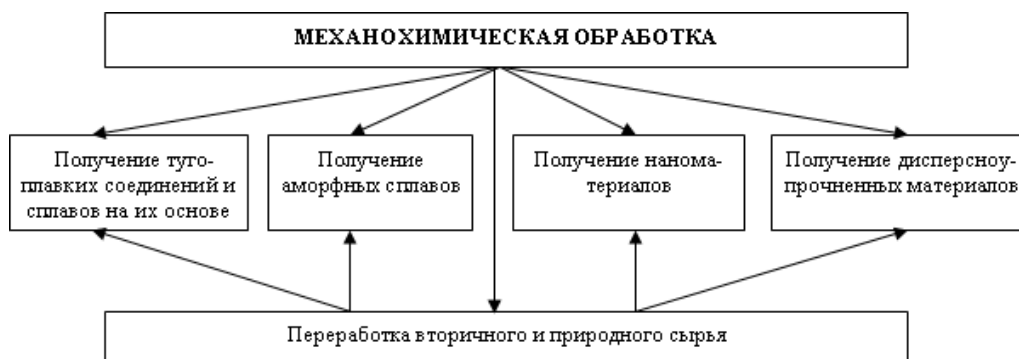 МЕХАНОХИМИЧЕСКАЯ ОБРАБОТКА
Получение туго-
плавких соединений и
сплавов на их основе
Получение
аморфных сплавов
Получение нанома-
териалов
Получение дисперсноу-
прочненных материалов
Переработка вторичного и природного сырья